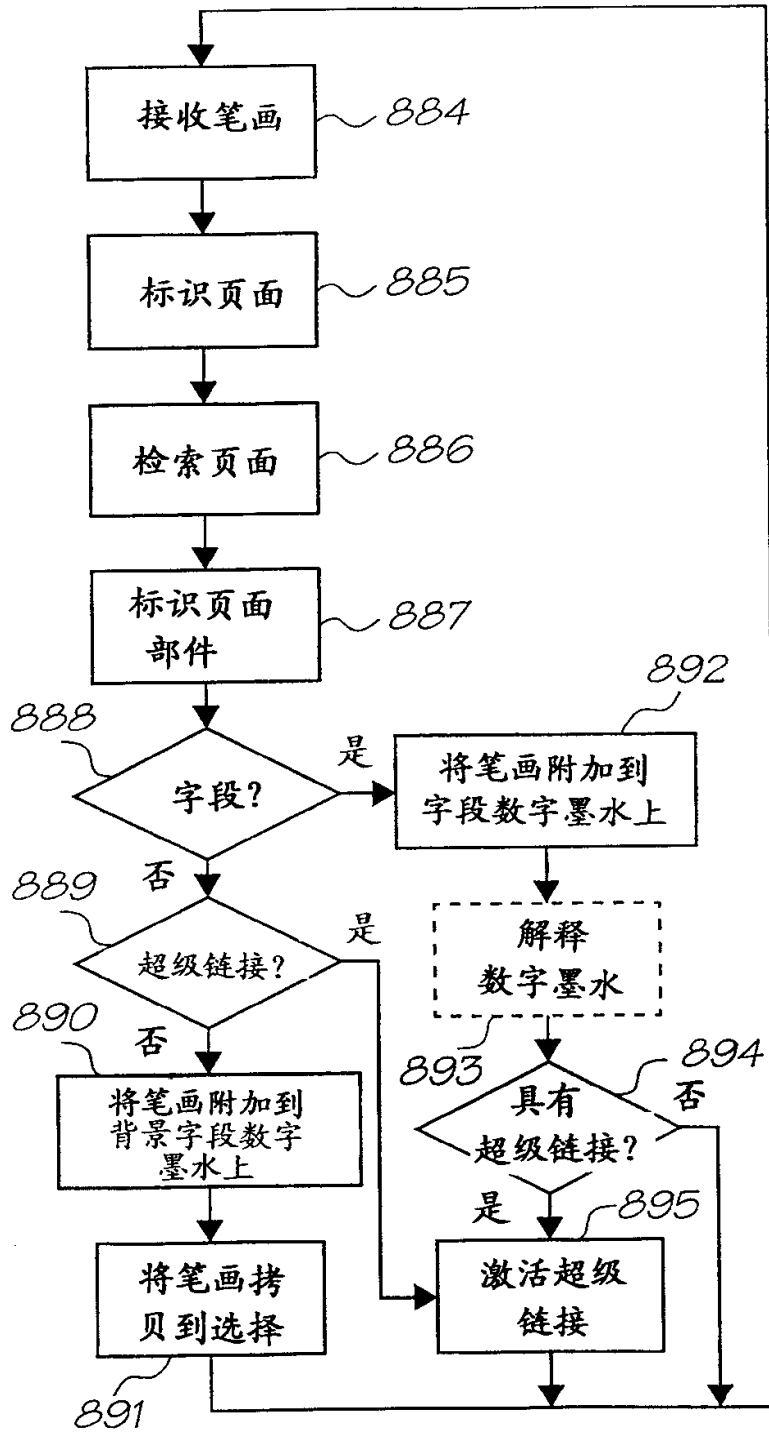 接收笔画
884
标识页面
885
检索页面
886
标识页面
部件
887
888
字段?
是
892
将笔画附加到
字段数字墨水上
否
889
超级链接?
是
解释
数字墨水
893
890
否
894
具有
超级链接?
否
将笔画附加到
背景字段数字
墨水上
是
895
将笔画拷
贝到选择
891
激活超级
链接